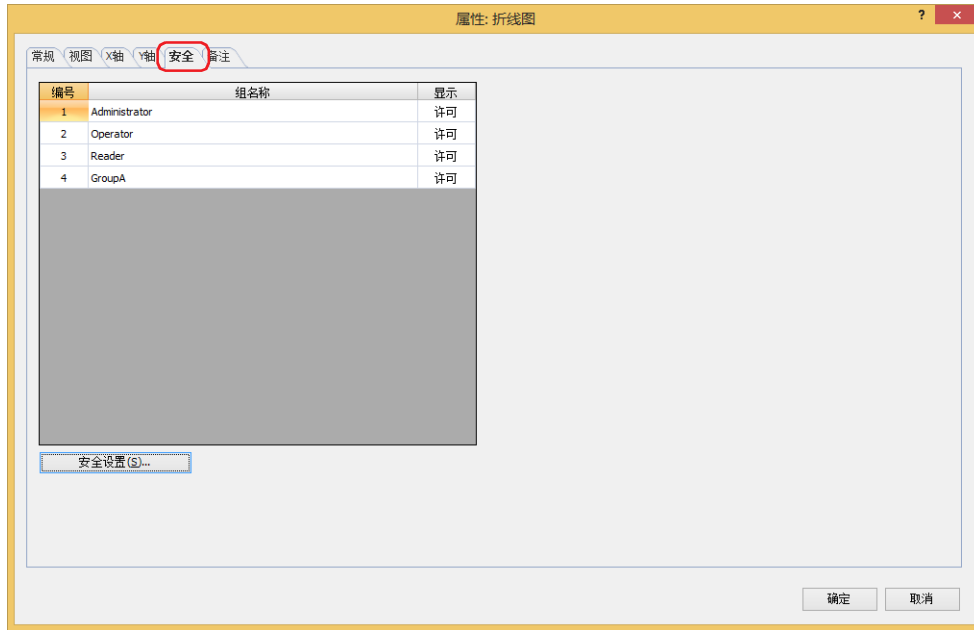 属性: 折线图
?
常规 视图 X轴 Y轴 安全 备注
编号 组名称 显示
1 Administrator 许可
2 Operator 许可
3 Reader 许可
4 GroupA 许可
安全设置(S)...
确定 取消